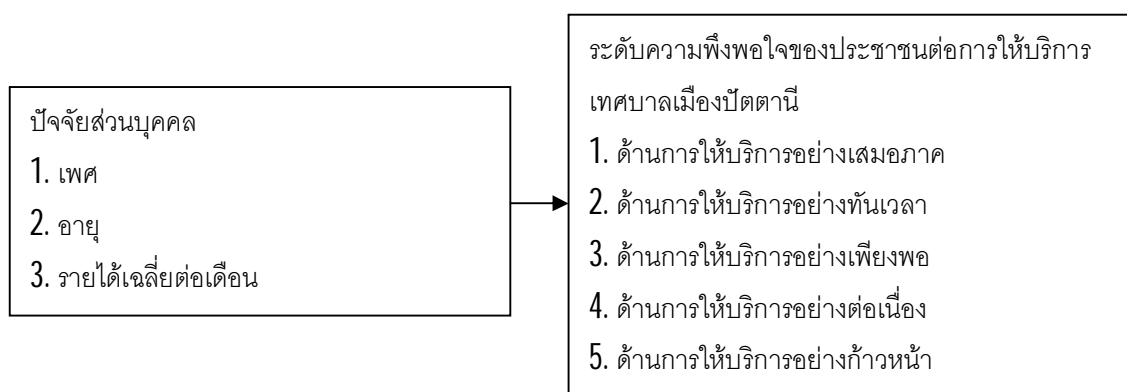 ปัจจัยส่วนบุคคล
1. เพศ
2. อายุ
3. รายได้เฉลี่ยต่อเดือน
ระดับความพึงพอใจของประชาชนต่อการให้บริการ
เทศบาลเมืองปัตตานี
1. ด้านการให้บริการอย่างเสมอภาค
2. ด้านการให้บริการอย่างทันเวลา
3. ด้านการให้บริการอย่างเพียงพอ
4. ด้านการให้บริการอย่างต่อเนื่อง
5. ด้านการให้บริการอย่างก้าวหน้า